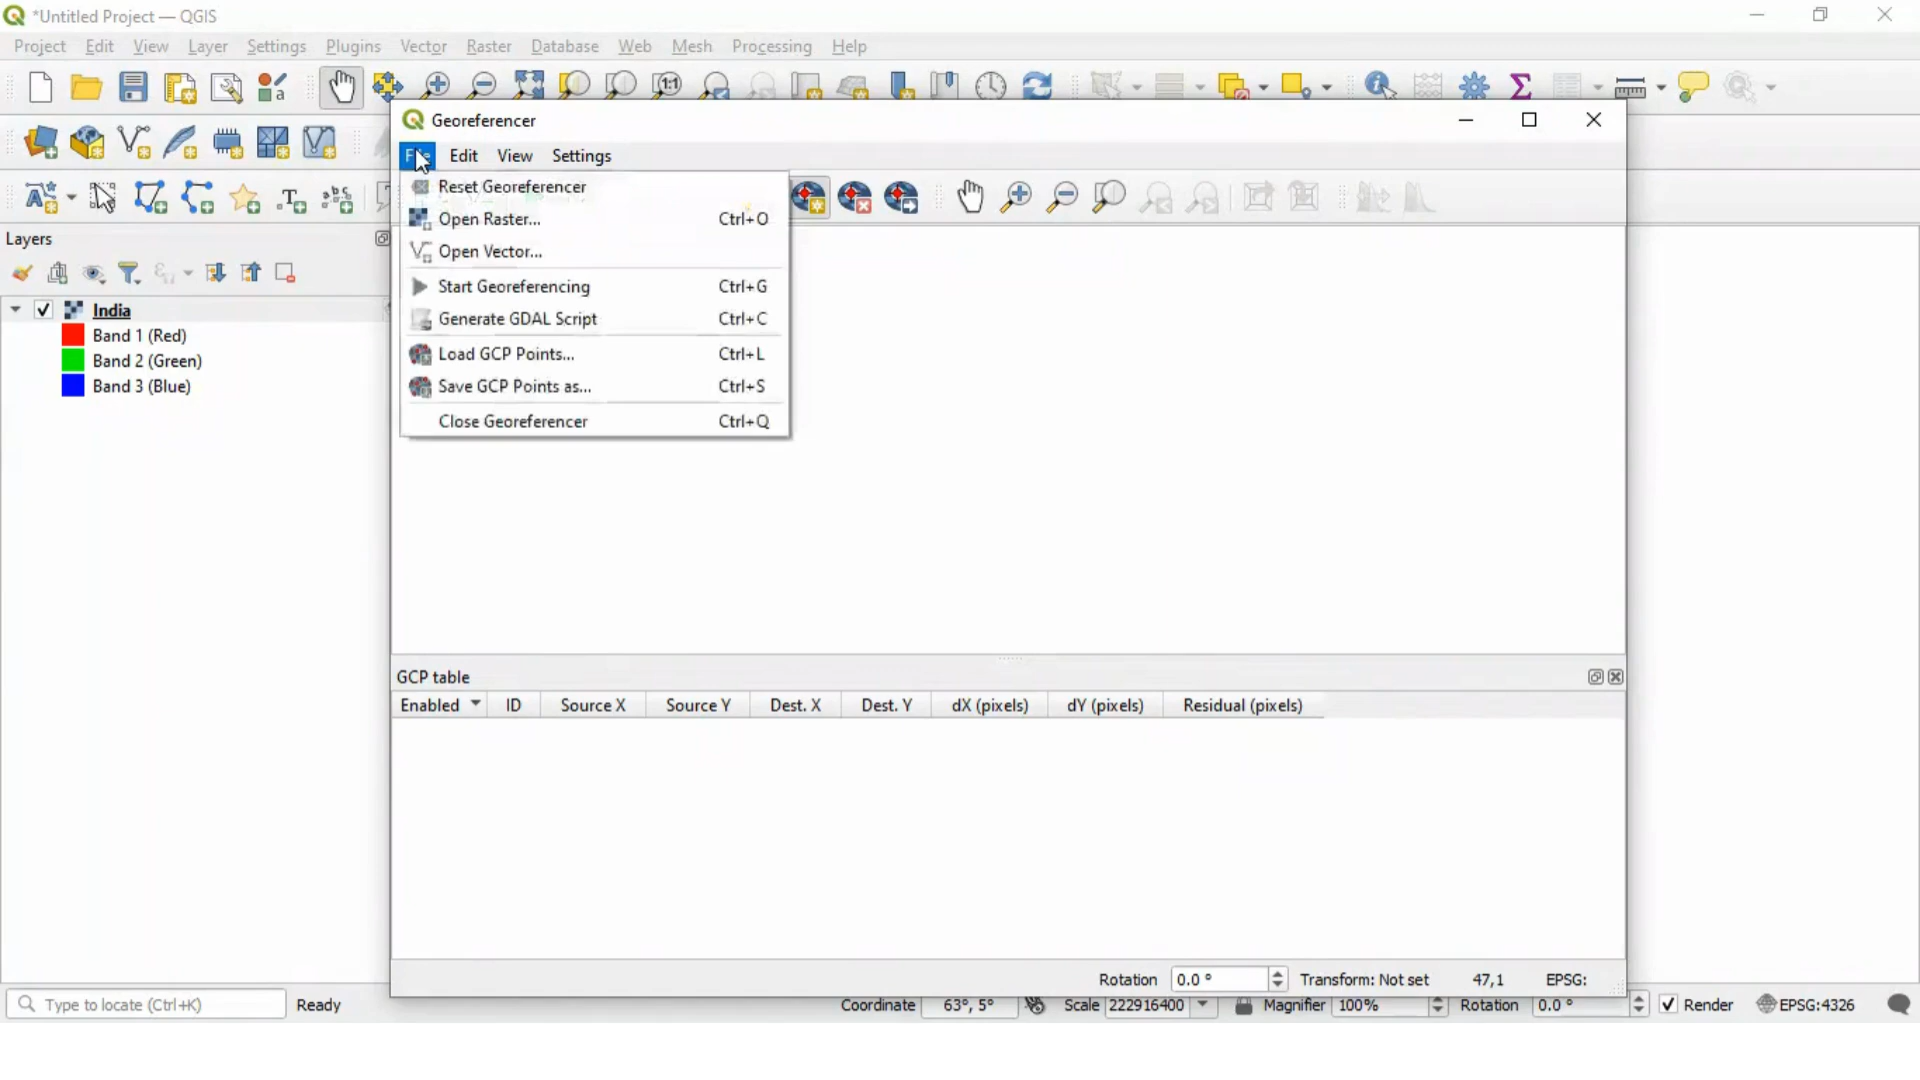 *Untitled Project — QGIS
Project Edit View Layer Settings Plugins Vector Raster Database Web Mesh Processing Help
Georeferencer
Edit View Settings
Reset Georeferencer
Open Raster... Ctrl+O
Open Vector...
Start Georeferencing Ctrl+G
Generate GDAL Script Ctrl+C
Load GCP Points... Ctrl+L
Save GCP Points as... Ctrl+S
Close Georeferencer Ctrl+Q
Layers
India
Band 1 (Red)
Band 2 (Green)
Band 3 (Blue)
GCP table
Enabled ID Source X Source Y Dest. X Dest. Y dX (pixels) dY (pixels) Residual (pixels)
Rotation 0.0 ° Transform: Not set 47,1 EPSG:
Type to locate (Ctrl+K) Ready Coordinate 63°, 5° Scale 222916400 Magnifier 100% Rotation 0.0 ° Render EPSG:4326